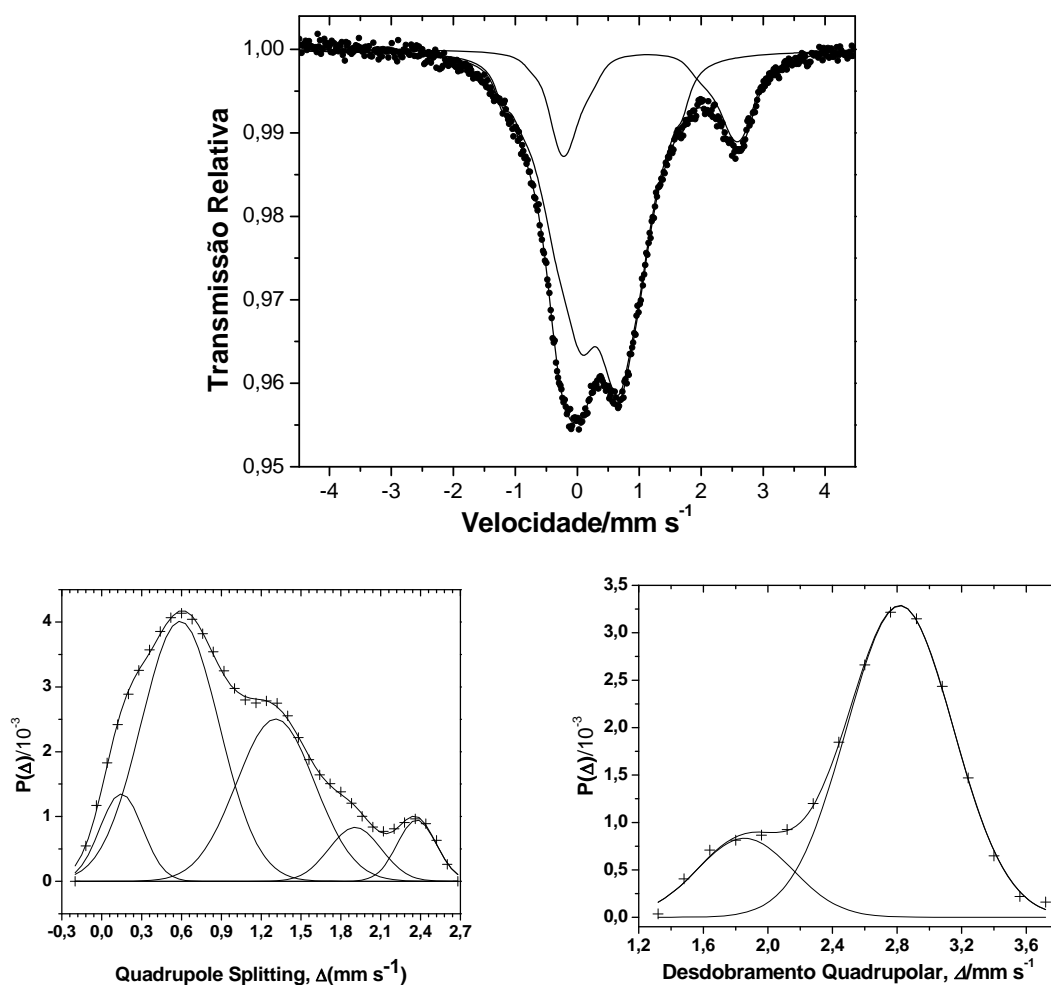 1,00
0,99
0,98
0,97
0,96
0,95
Transmissão Relativa
-4 -3 -2 -1 0 1 2 3 4
Velocidade/mm s-1
4
3
2
1
0
P(Δ)/10-3
-0,3 0,0 0,3 0,6 0,9 1,2 1,5 1,8 2,1 2,4 2,7
Quadrupole Splitting, Δ(mm s-1)
3,5
3,0
2,5
2,0
1,5
1,0
0,5
0,0
P(Δ)/10-3
1,2 1,6 2,0 2,4 2,8 3,2 3,6
Desdobramento Quadrupolar, Δ/mm s-1